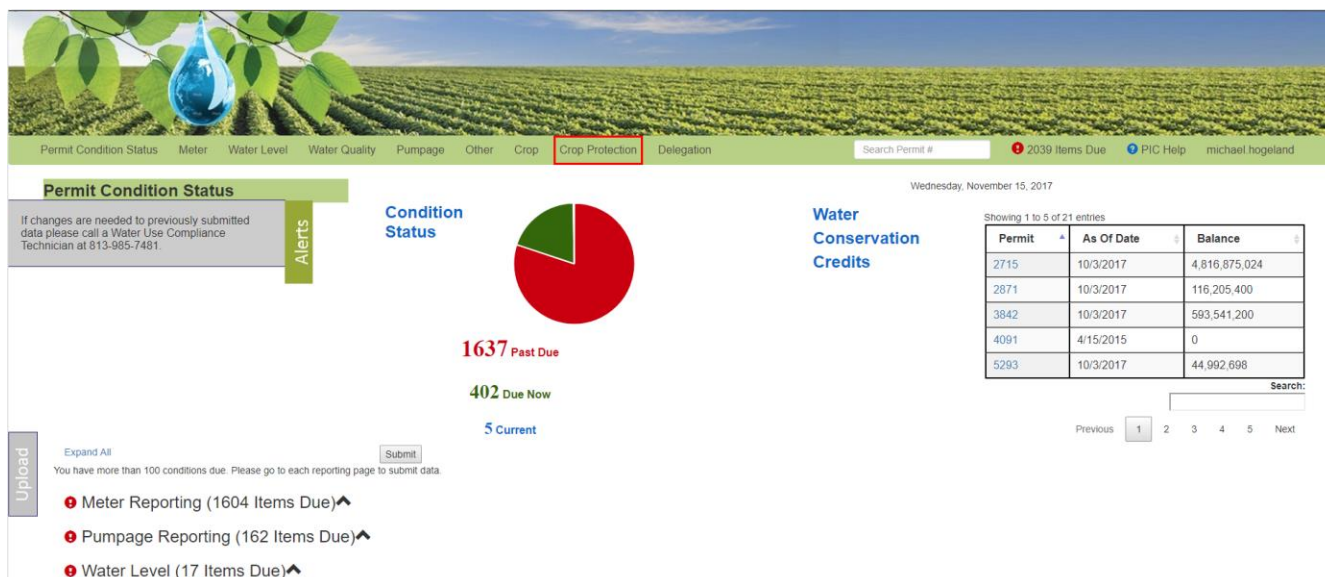 Permit Condition Status Meter Water Level Water Quality Pumpage Other Crop Crop Protection Delegation Search Permit # 2039 Items Due PIC Help michael hogeland
Permit Condition Status
If changes are needed to previously submitted
data please call a Water Use Compliance
Technician at 813-985-7481.
Alerts
Condition
Status
1637 Past Due
402 Due Now
5 Current
Wednesday, November 15, 2017
Water
Conservation
Credits
Showing 1 to 5 of 21 entries
Permit As Of Date Balance
2715 10/3/2017 4,816,875,024
2871 10/3/2017 116,205,400
3842 10/3/2017 593,541,200
4091 4/15/2015 0
5293 10/3/2017 44,992,698
Search:
Previous 1 2 3 4 5 Next
Upload
Expand All Submit
You have more than 100 conditions due. Please go to each reporting page to submit data.
Meter Reporting (1604 Items Due)
Pumpage Reporting (162 Items Due)
Water Level (17 Items Due)